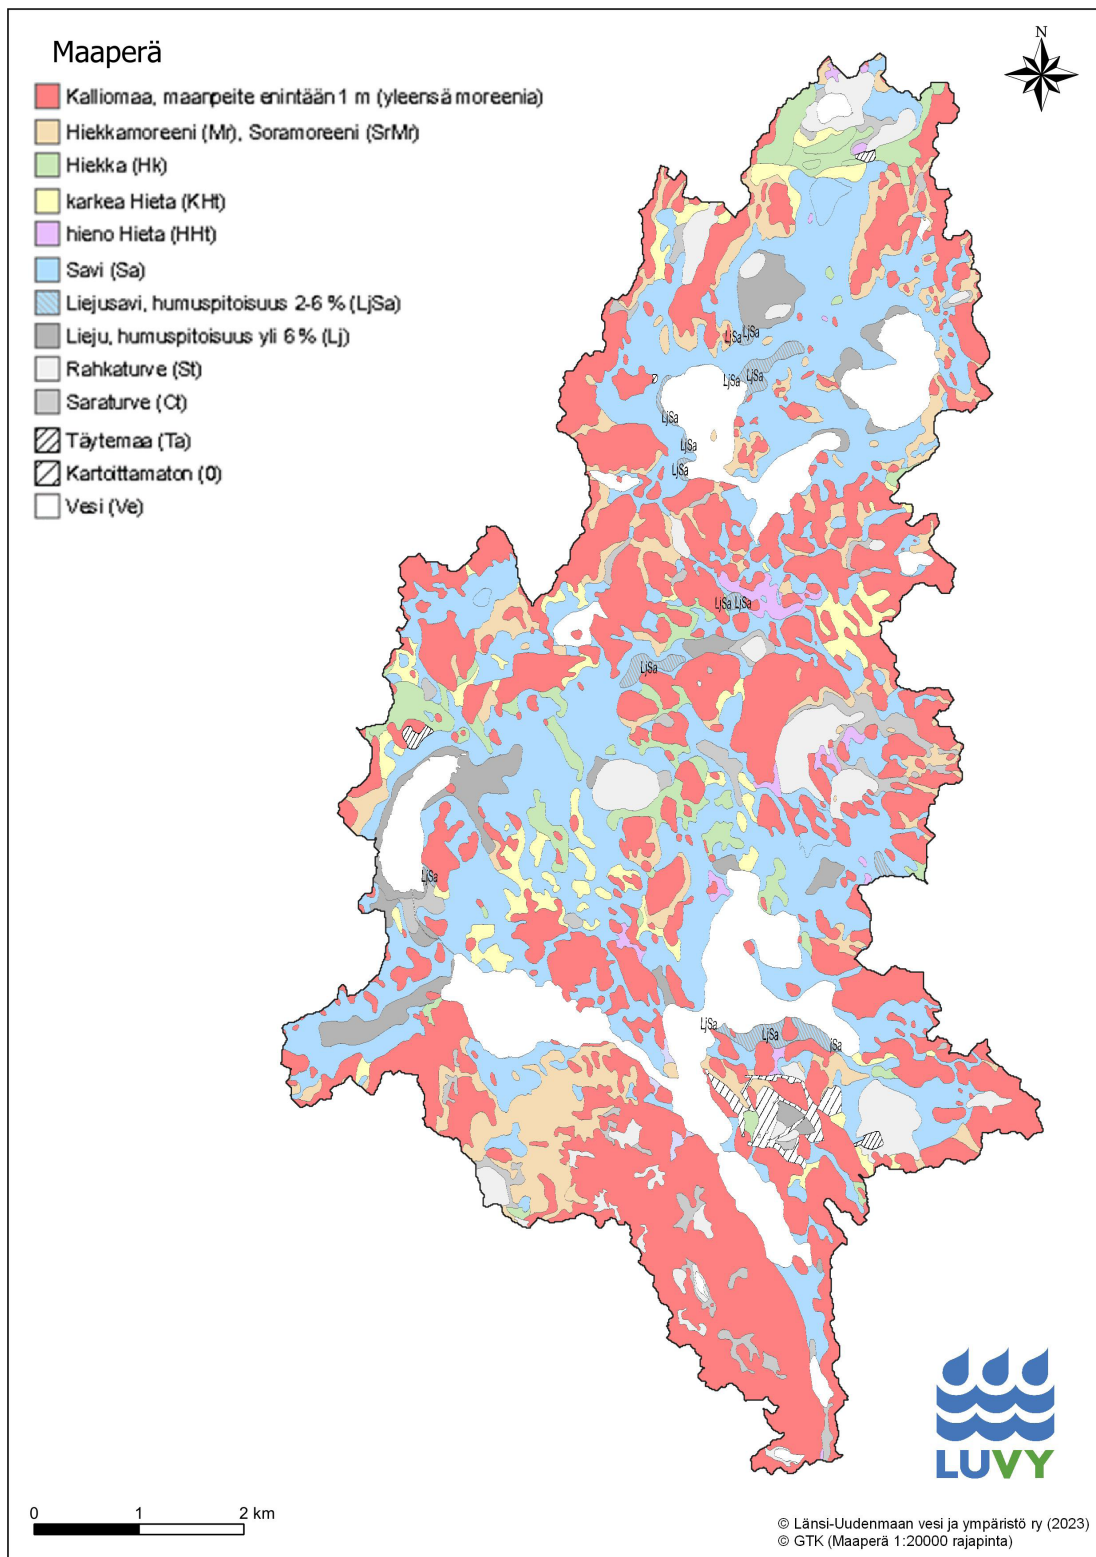 Maaperä
N
Kalliomaa, maanpeite enintään 1 m (yleensä moreenia)
Hiekkamoreeni (Mr), Soramoreeni (SrMr)
Hiekka (Hk)
karkea Hieta (KHt)
hieno Hieta (HHt)
Savi (Sa)
Liejusavi, humuspitoisuus 2-6 % (LjSa)
Lieju, humuspitoisuus yli 6 % (Lj)
Rahkaturve (St)
Saraturve (Ct)
Täytemaa (Ta)
Kartoittamaton (0)
Vesi (Ve)
LjSa LjSa
LjSa LjSa
LjSa
LjSa
LjSa
LjSa LjSa
LjSa
LjSa
LjSa
LjSa
jSa
LUVY
0 1 2 km
© Länsi-Uudenmaan vesi ja ympäristö ry (2023)
© GTK (Maaperä 1:20000 rajapinta)